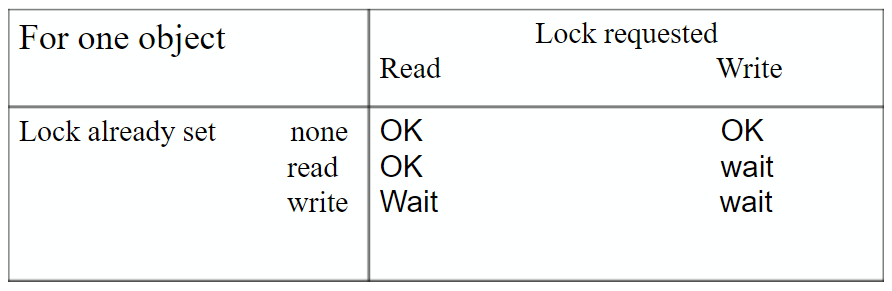 For one object
Lock requested
Read Write
Lock already set none OK OK
read OK wait
write Wait wait